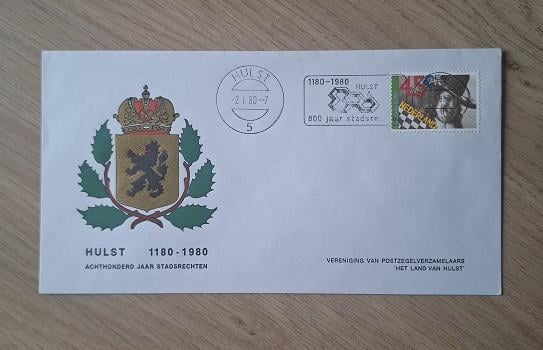 HULST
-2.I.80-7
5
1180-1980
HULST
800 jaar stadsre
45
NEDERLAND
HULST 1180-1980
ACHTHONDERD JAAR STADSRECHTEN
VERENIGING VAN POSTZEGELVERZAMELAARS
'HET LAND VAN HULST'